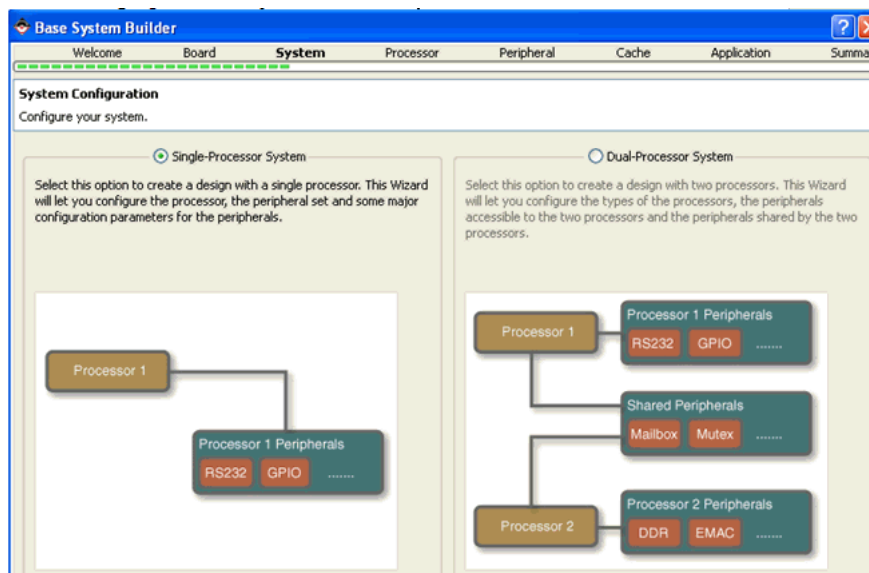 Base System Builder
Welcome Board System Processor Peripheral Cache Application Summa
System Configuration
Configure your system.
Single-Processor System
Select this option to create a design with a single processor. This Wizard
will let you configure the processor, the peripheral set and some major
configuration parameters for the peripherals.
Processor 1
Processor 1 Peripherals
RS232 GPIO .......
Dual-Processor System
Select this option to create a design with two processors. This Wizard
will let you configure the types of the processors, the peripherals
accessible to the two processors and the peripherals shared by the two
processors.
Processor 1
Processor 1 Peripherals
RS232 GPIO .......
Shared Peripherals
Mailbox Mutex .......
Processor 2
Processor 2 Peripherals
DDR EMAC .......